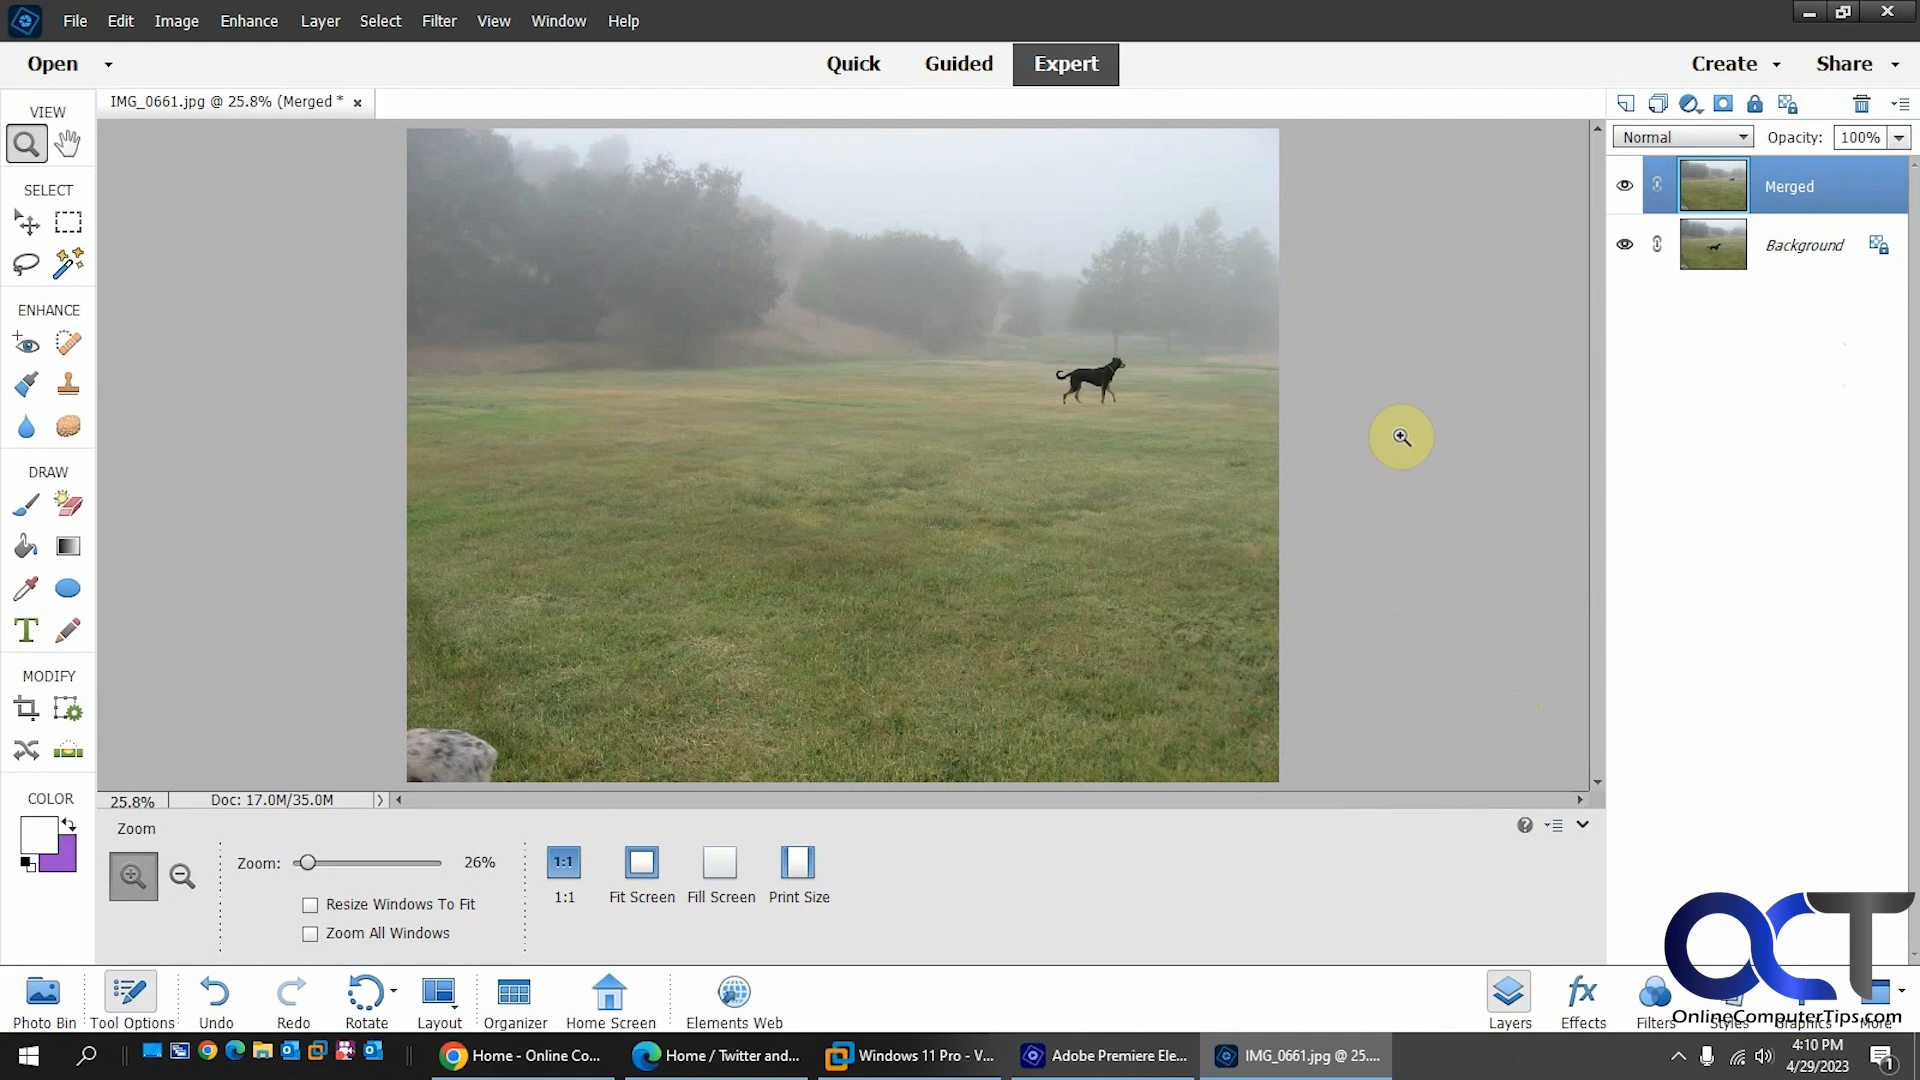 File Edit Image Enhance Layer Select Filter View Window Help
Open Quick Guided Expert Create Share
VIEW
IMG_0661.jpg @ 25.8% (Merged *
Normal Opacity: 100%
SELECT
Merged
Background
ENHANCE
DRAW
MODIFY
COLOR
25.8% Doc: 17.0M/35.0M
Zoom
Zoom: 26%
1:1
1:1 Fit Screen Fill Screen Print Size
Resize Windows To Fit
Zoom All Windows
OCT
OnlineComputerTips.com
Photo Bin Tool Options Undo Redo Rotate Layout Organizer Home Screen Elements Web Layers Effects Filters Styles Graphics More
Home - Online Co... Home / Twitter and... Windows 11 Pro - V... Adobe Premiere Ele... IMG_0661.jpg @ 25....
4:10 PM
4/29/2023
1